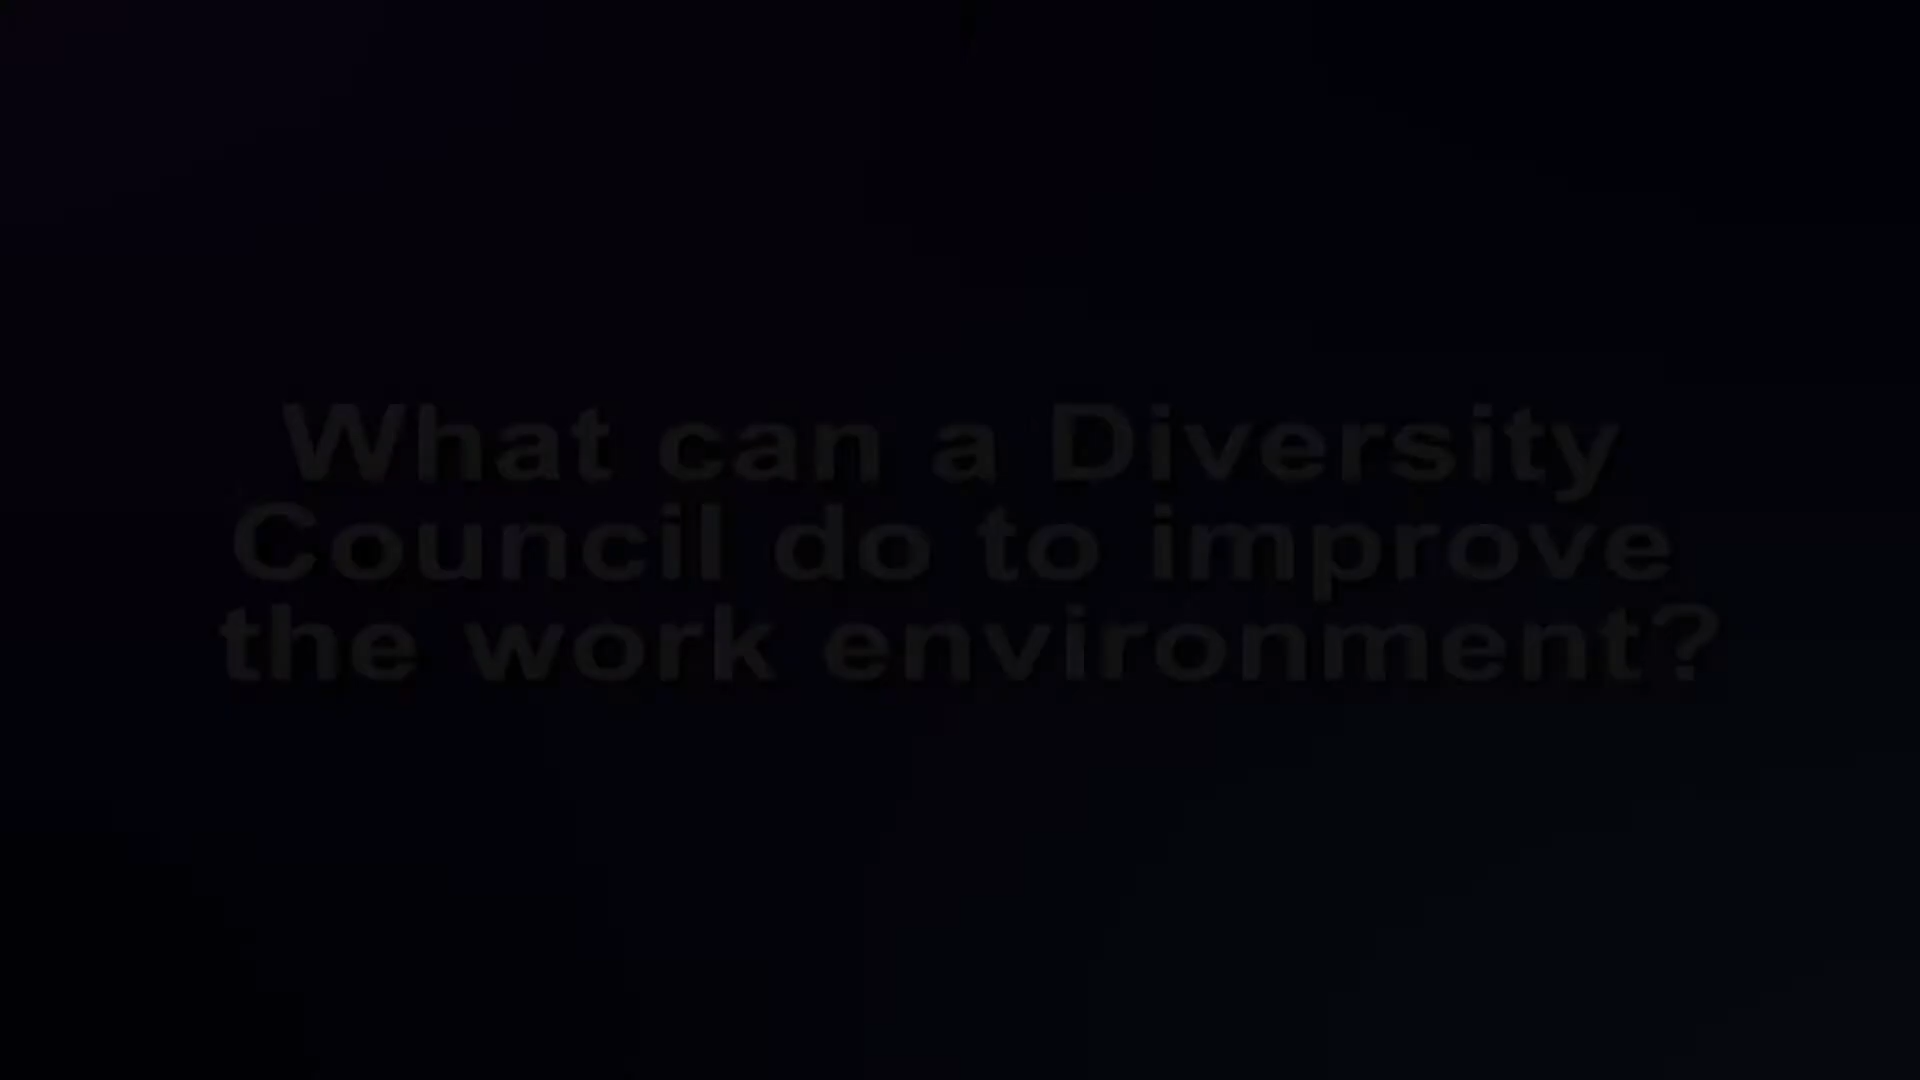 What can a Diversity
Council do to improve
the work environment?